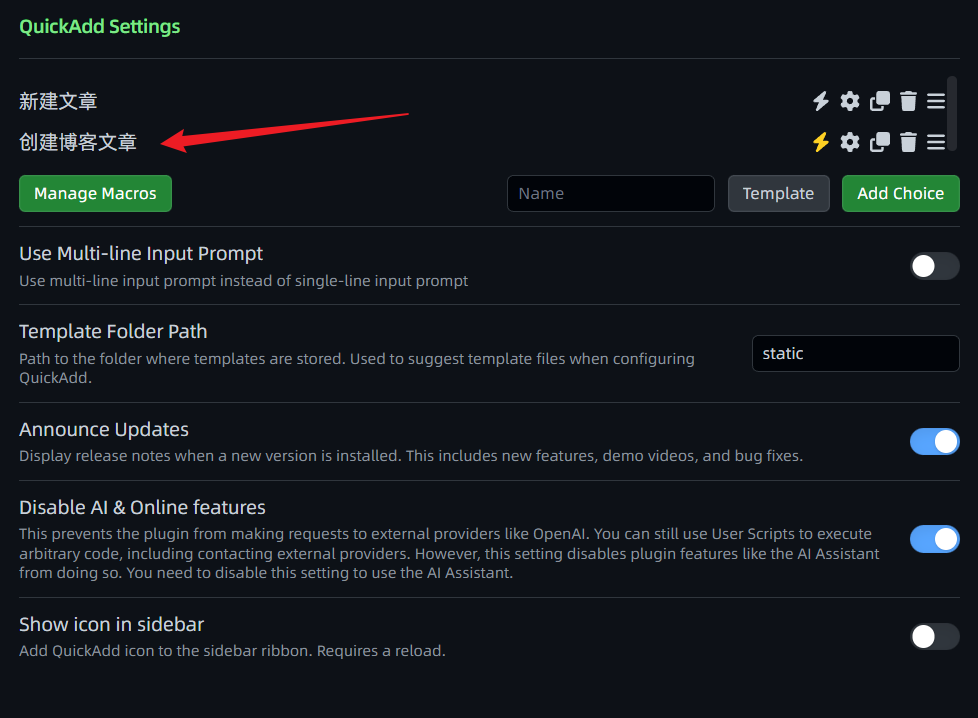 QuickAdd Settings
新建文章
创建博客文章
Manage Macros
Name
Template
Add Choice
Use Multi-line Input Prompt
Use multi-line input prompt instead of single-line input prompt
Template Folder Path
Path to the folder where templates are stored. Used to suggest template files when configuring
QuickAdd.
static
Announce Updates
Display release notes when a new version is installed. This includes new features, demo videos, and bug fixes.
Disable AI & Online features
This prevents the plugin from making requests to external providers like OpenAI. You can still use User Scripts to execute
arbitrary code, including contacting external providers. However, this setting disables plugin features like the AI Assistant
from doing so. You need to disable this setting to use the AI Assistant.
Show icon in sidebar
Add QuickAdd icon to the sidebar ribbon. Requires a reload.